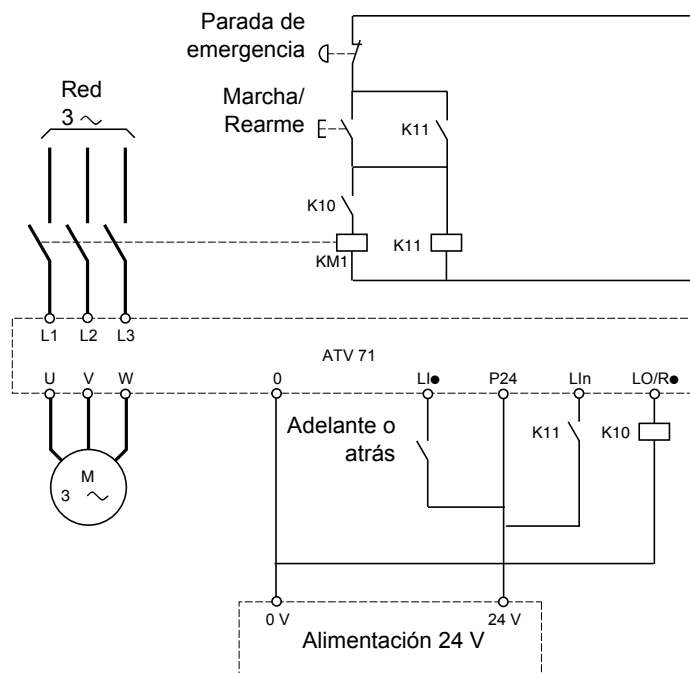 Parada de
emergencia
Red
3 ~
Marcha/
Rearme
K11
K10
KM1
K11
L1 L2 L3
ATV 71
U V W 0 LI● P24 LIn LO/R●
Adelante o
atrás
K11 K10
M
3 ~
0 V 24 V
Alimentación 24 V